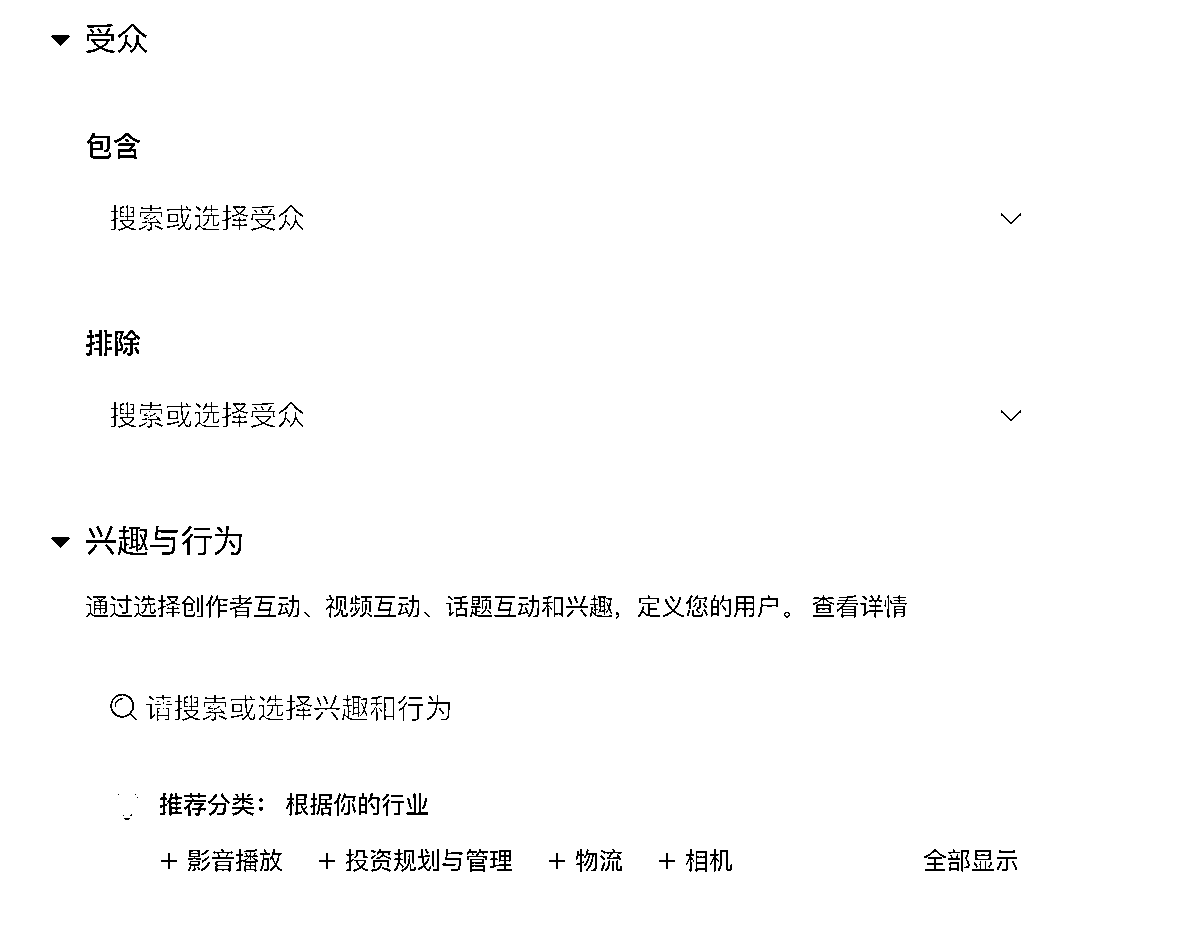 受众
包含
搜索或选择受众
排除
搜索或选择受众
兴趣与行为
通过选择创作者互动、视频互动、话题互动和兴趣，定义您的用户。 查看详情
请搜索或选择兴趣和行为
推荐分类： 根据你的行业
+ 影音播放 + 投资规划与管理 + 物流 + 相机 全部显示